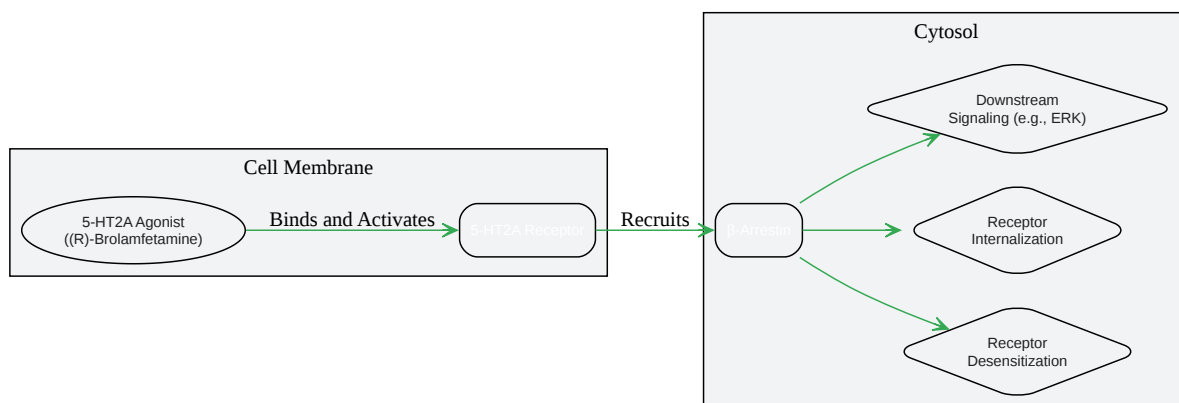 Cell Membrane
5-HT2A Agonist
((R)-Brolamfetamine)
Binds and Activates
5-HT2A Receptor
Recruits
Cytosol
β-Arrestin
Downstream
Signaling (e.g., ERK)
Receptor
Internalization
Receptor
Desensitization